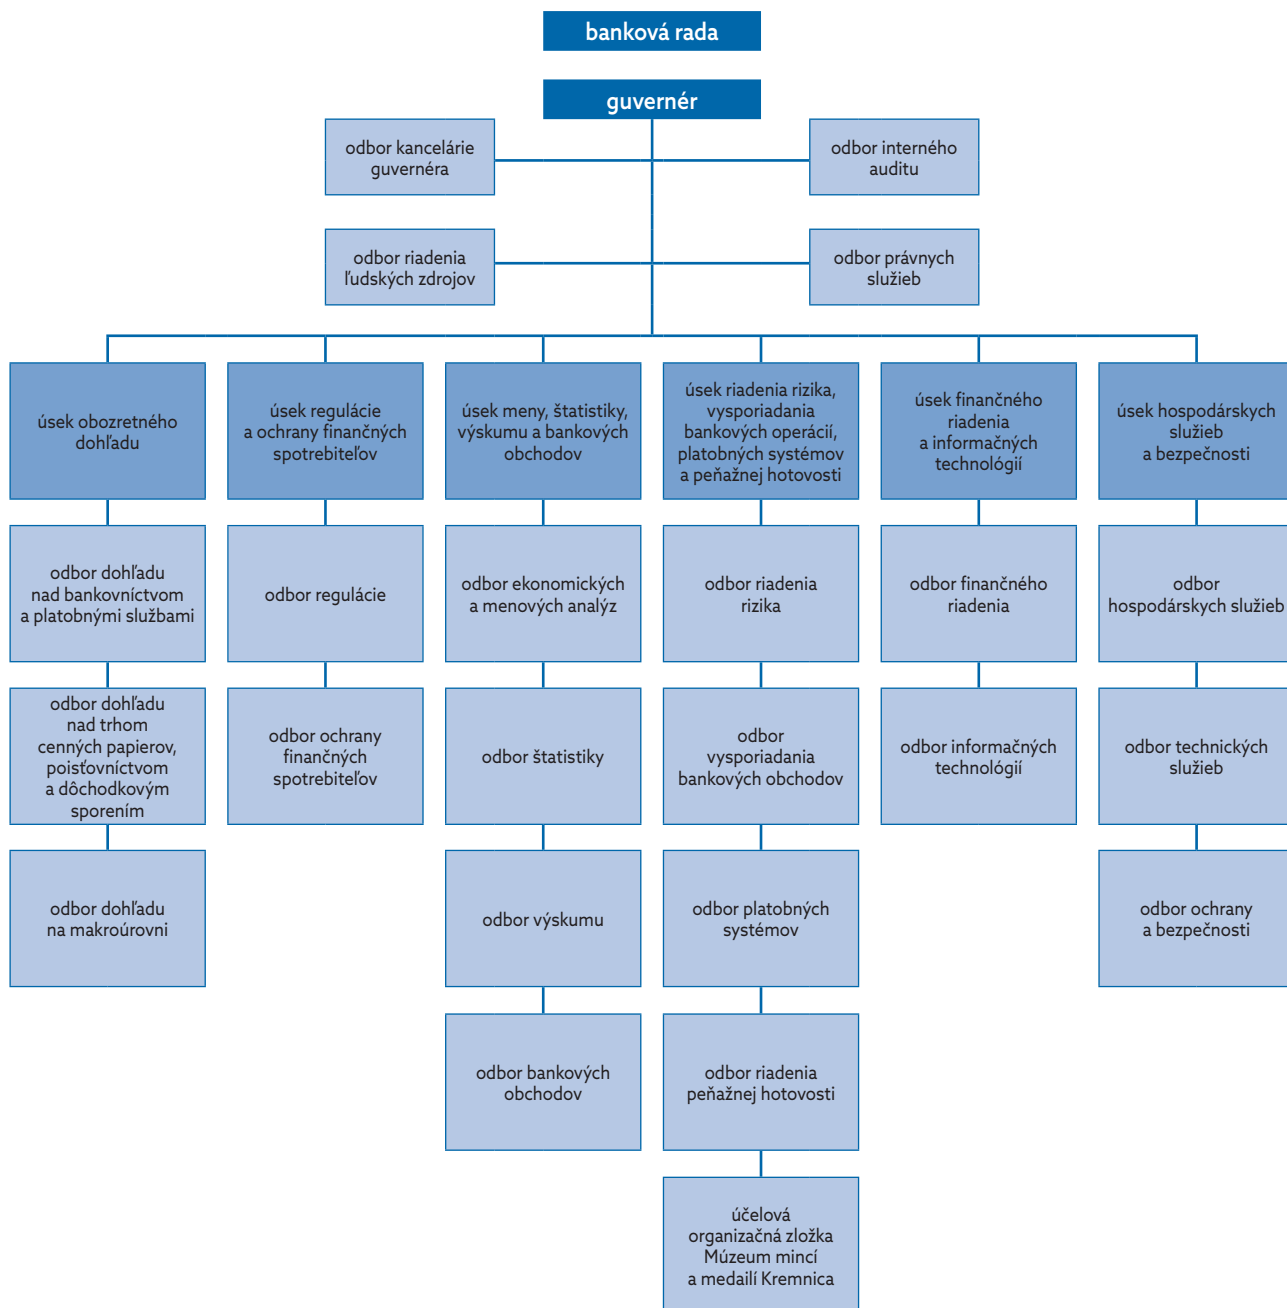 banková rada
guvernér
odbor kancelárie
guvernéra
odbor interného
auditu
odbor riadenia
ľudských zdrojov
odbor právnych
služieb
úsek obozretného
dohľadu
úsek regulácie
a ochrany finančných
spotrebiteľov
úsek meny, štatistiky,
výskumu a bankových
obchodov
úsek riadenia rizika,
vysporiadania
bankových operácií,
platobných systémov
a peňažnej hotovosti
úsek finančného
riadenia
a informačných
technológií
úsek hospodárskych
služieb
a bezpečnosti
odbor dohľadu
nad bankovníctvom
a platobnými službami
odbor regulácie
odbor ekonomických
a menových analýz
odbor riadenia
rizika
odbor finančného
riadenia
odbor
hospodárskych služieb
odbor dohľadu
nad trhom
cenných papierov,
poisťovníctvom
a dôchodkovým
sporením
odbor ochrany
finančných
spotrebiteľov
odbor štatistiky
odbor
vysporiadania
bankových obchodov
odbor informačných
technológií
odbor technických
služieb
odbor dohľadu
na makroúrovni
odbor výskumu
odbor platobných
systémov
odbor ochrany
a bezpečnosti
odbor bankových
obchodov
odbor riadenia
peňažnej hotovosti
účelová
organizačná zložka
Múzeum mincí
a medailí Kremnica